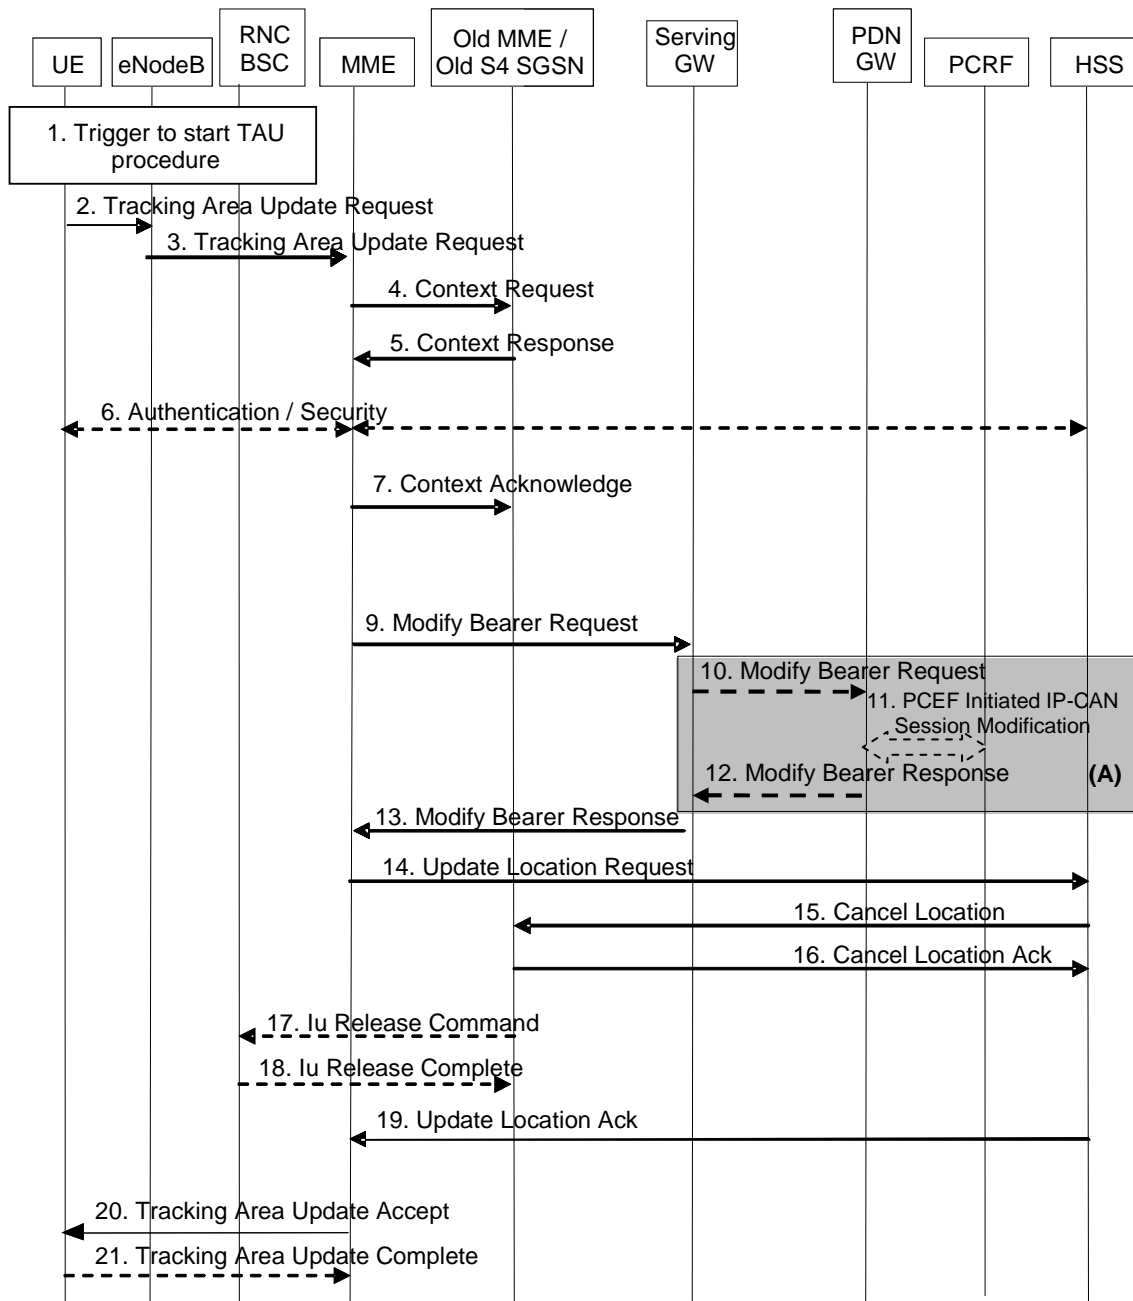 UE
eNodeB
RNC
BSC
MME
Old MME /
Old S4 SGSN
Serving
GW
PDN
GW
PCRF
HSS
1. Trigger to start TAU
procedure
2. Tracking Area Update Request
3. Tracking Area Update Request
4. Context Request
5. Context Response
6. Authentication / Security
7. Context Acknowledge
9. Modify Bearer Request
10. Modify Bearer Request
11. PCEF Initiated IP-CAN
Session Modification
12. Modify Bearer Response
(A)
13. Modify Bearer Response
14. Update Location Request
15. Cancel Location
16. Cancel Location Ack
17. Iu Release Command
18. Iu Release Complete
19. Update Location Ack
20. Tracking Area Update Accept
21. Tracking Area Update Complete